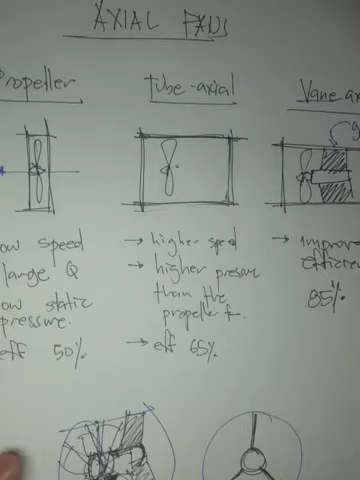 AXIAL FANS
Propeller
tube-axial
Vane-ax
low speed
large Q
low static
pressure.
eff 50%
→ higher speed
→ higher pressure
than the
propeller f.
→ eff 65%
→ improve
efficien
85%